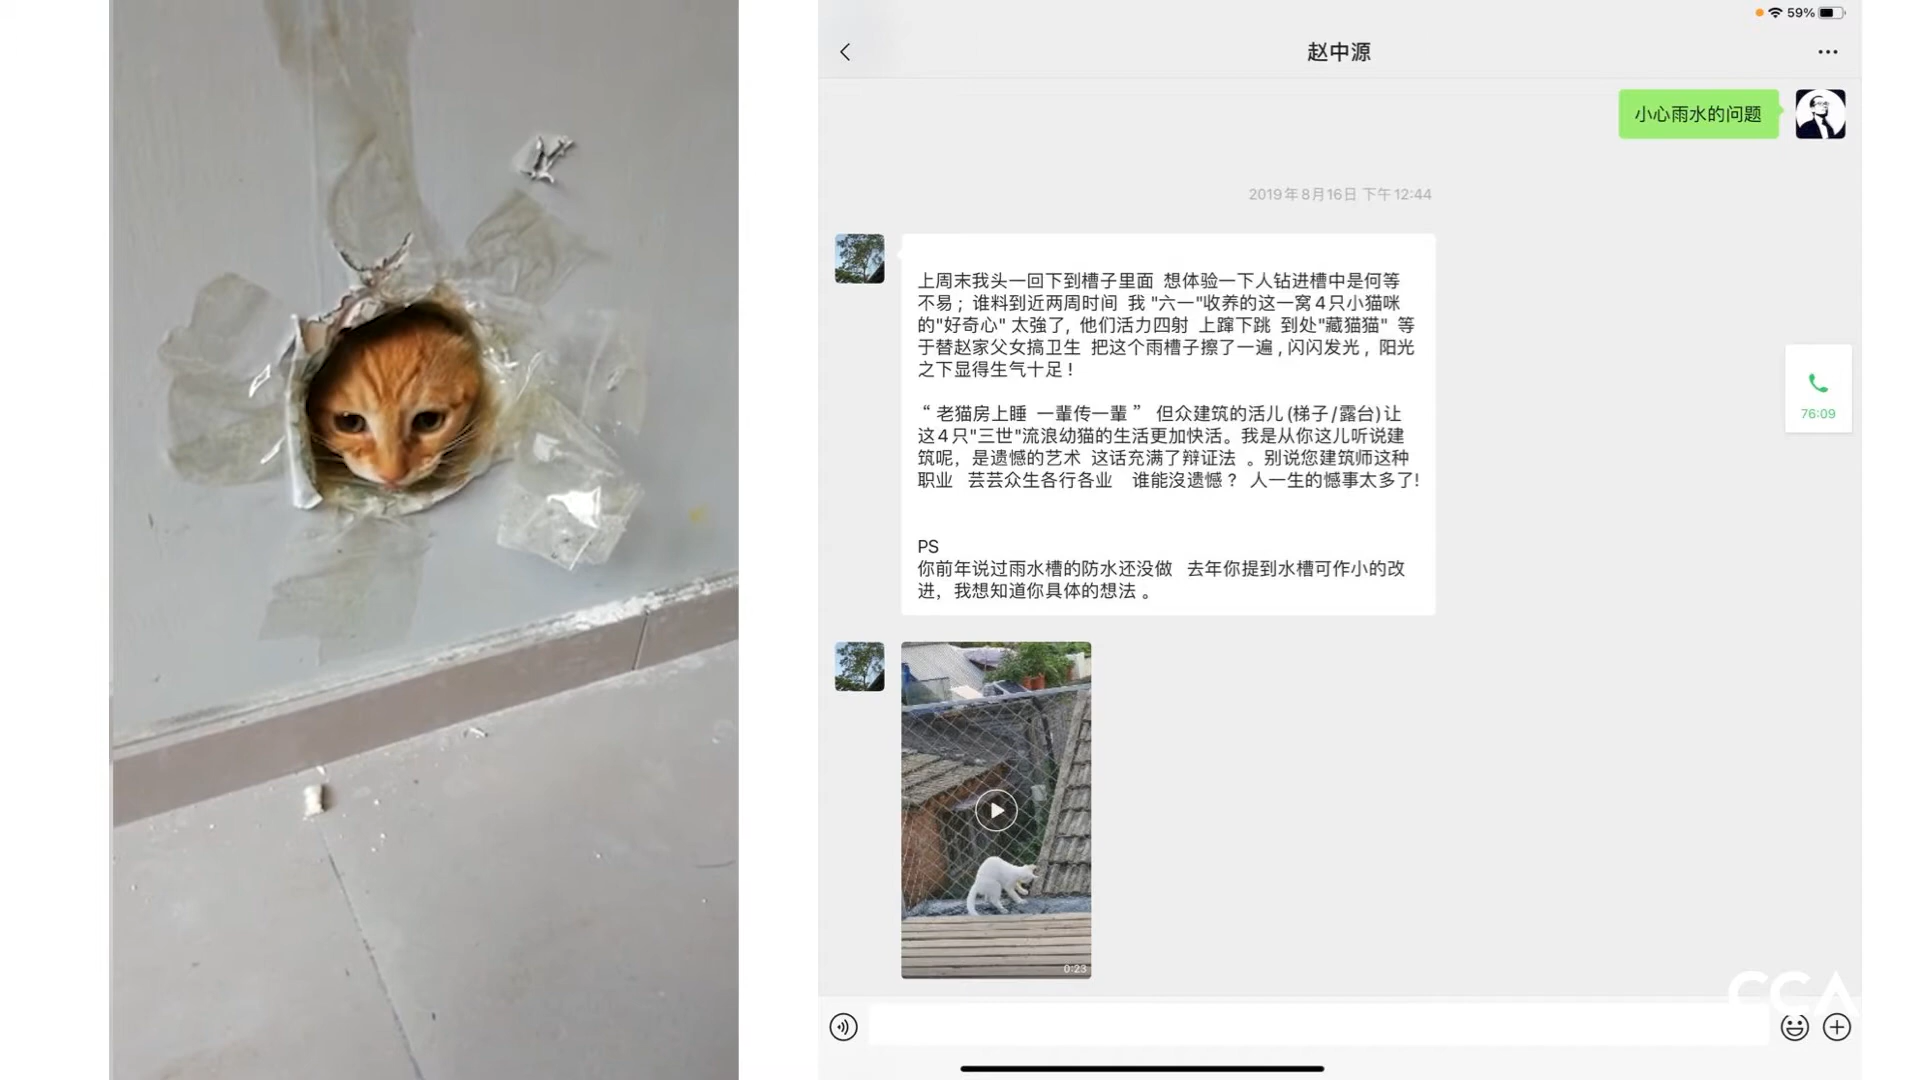 59%
赵中源
小心雨水的问题
2019年8月16日 下午12:44
上周末我头一回下到槽子里面 想体验一下人钻进槽中是何等
不易；谁料到近两周时间 我 "六一"收养的这一窝4只小猫咪
的"好奇心" 太強了, 他们活力四射 上蹿下跳 到处"藏猫猫" 等
于替赵家父女搞卫生 把这个雨槽子擦了一遍 , 闪闪发光 , 阳光
之下显得生气十足 !
“ 老猫房上睡 一辈传一辈 ” 但众建筑的活儿 (梯子/露台) 让
这4只"三世"流浪幼猫的生活更加快活。我是从你这儿听说建
筑呢，是遗憾的艺术 这话充满了辩证法 。别说您建筑师这种
职业 芸芸众生各行各业 谁能沒遗憾？ 人一生的憾事太多了!
PS
你前年说过雨水槽的防水还没做 去年你提到水槽可作小的改
进，我想知道你具体的想法 。
76:09
0:23
CCA